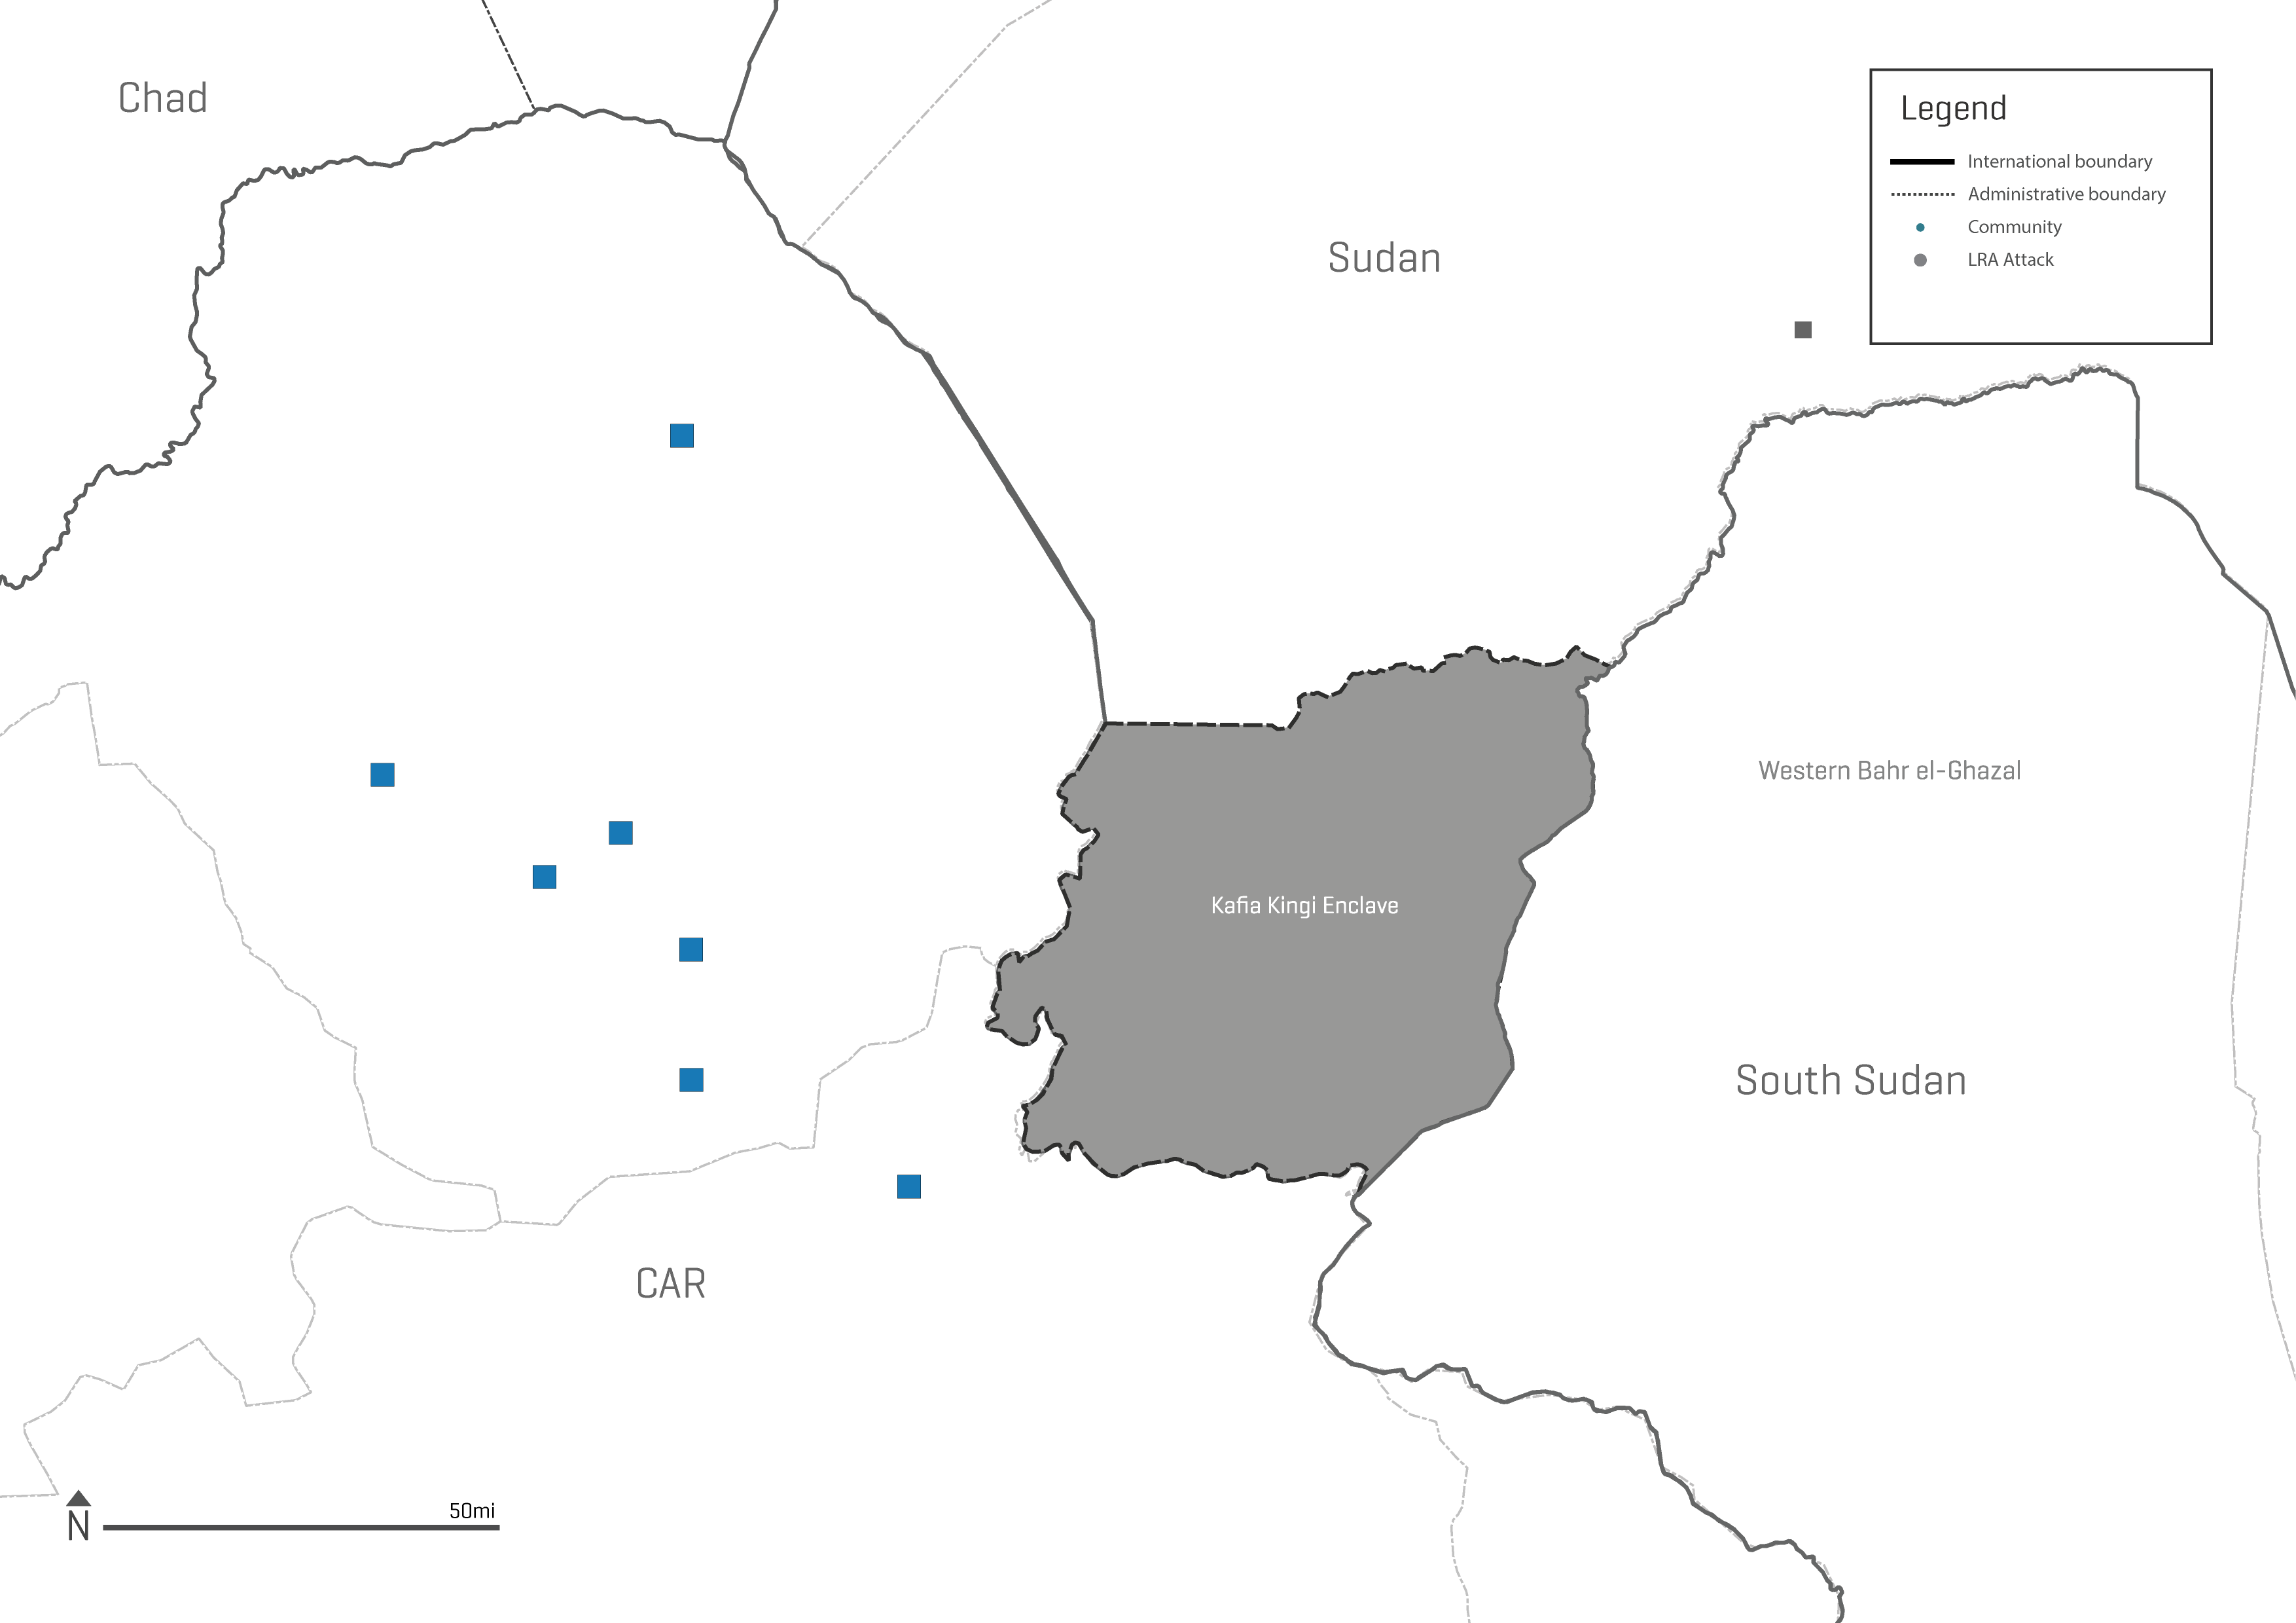 Chad
Legend
International boundary
Administrative boundary
Community
LRA Attack
Sudan
Western Bahr el-Ghazal
Kafia Kingi Enclave
South Sudan
CAR
50mi
N